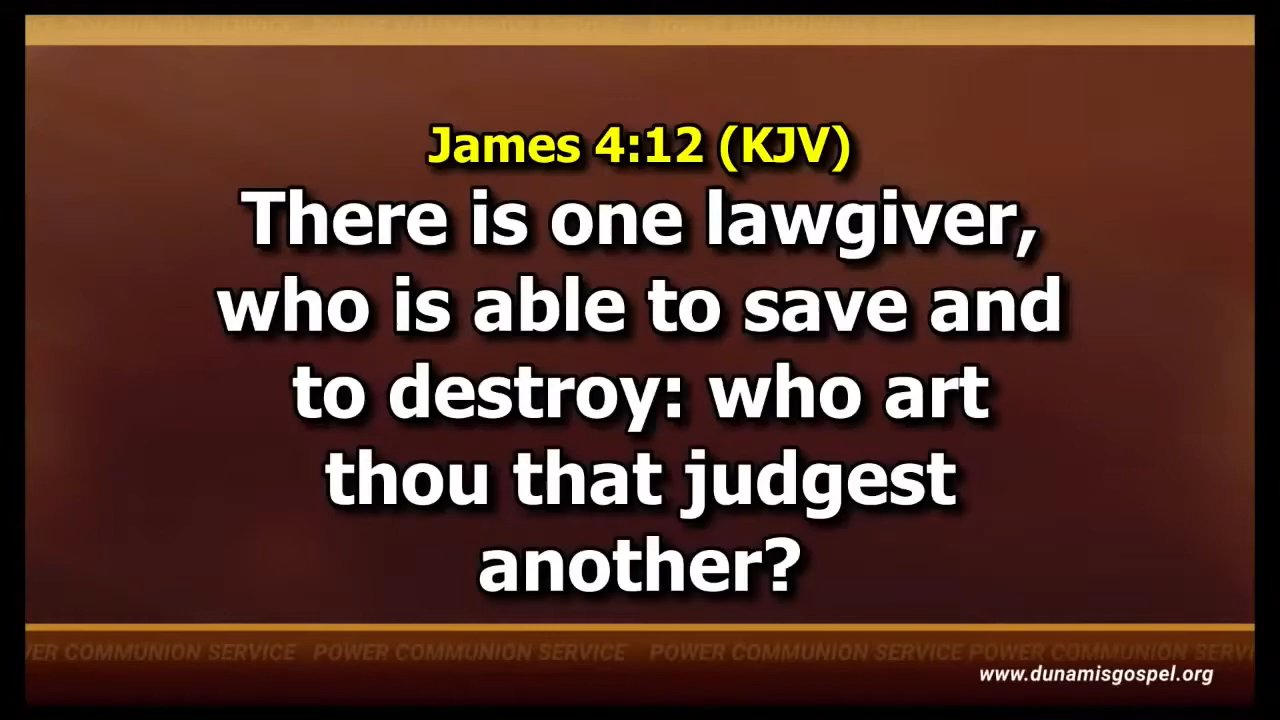 James 4:12 (KJV)
There is one lawgiver,
who is able to save and
to destroy: who art
thou that judgest
another?
POWER COMMUNION SERVICE POWER COMMUNION SERVICE POWER COMMUNION SERVICE
www.dunamisgospel.org